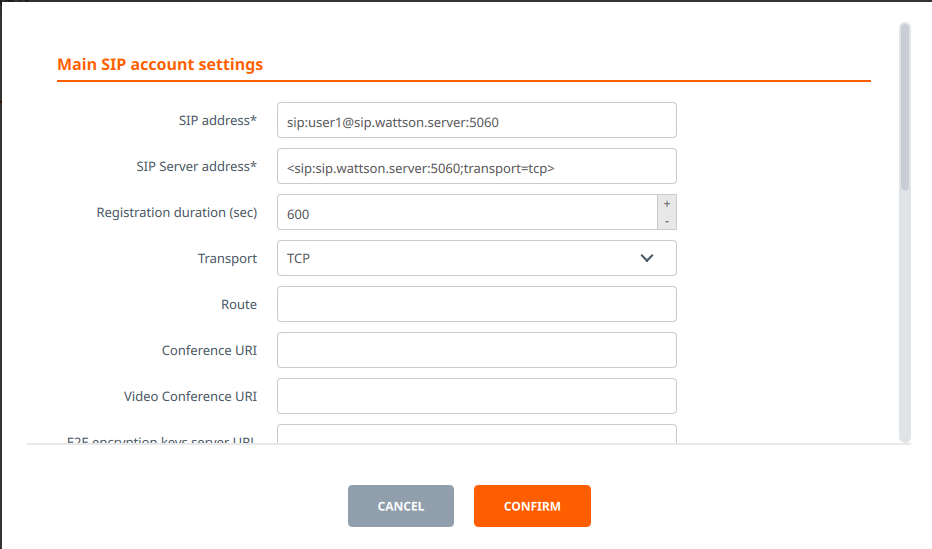 Main SIP account settings
SIP address* sip:user1@sip.wattson.server:5060
SIP Server address* <sip:sip.wattson.server:5060;transport=tcp>
Registration duration (sec) 600 + -
Transport TCP
Route
Conference URI
Video Conference URI
E2E encryption keys server URL
CANCEL CONFIRM